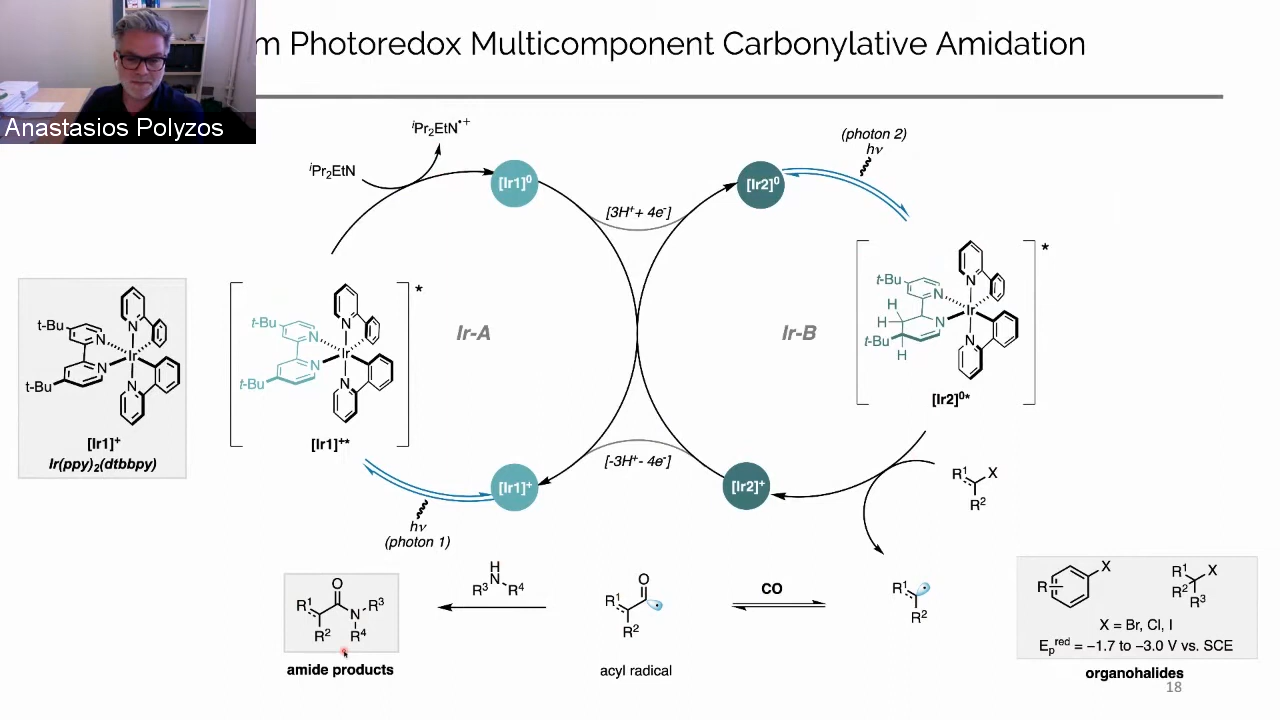 m Photoredox Multicomponent Carbonylative Amidation
Anastasios Polyzos
iPr2EtN•+
iPr2EtN
[Ir1]0
[3H+ + 4e-]
[Ir2]0
(photon 2)
hν
t-Bu
t-Bu
N
N
N
N
Ir
[Ir1]+
Ir(ppy)2(dtbbpy)
t-Bu
t-Bu
N
N
N
N
Ir
*
[Ir1]+*
Ir-A
Ir-B
t-Bu
H
H
t-Bu
H
N
N
N
N
Ir
*
[Ir2]0*
[-3H+- 4e-]
[Ir1]+
[Ir2]+
hν
(photon 1)
R1
X
R2
O
R1
N
R3
R2
R4
amide products
H
R3
N
R4
O
R1
R2
acyl radical
CO
R1
R2
R
X
R1
X
R2
R3
X = Br, Cl, I
Epred = −1.7 to −3.0 V vs. SCE
organohalides
18